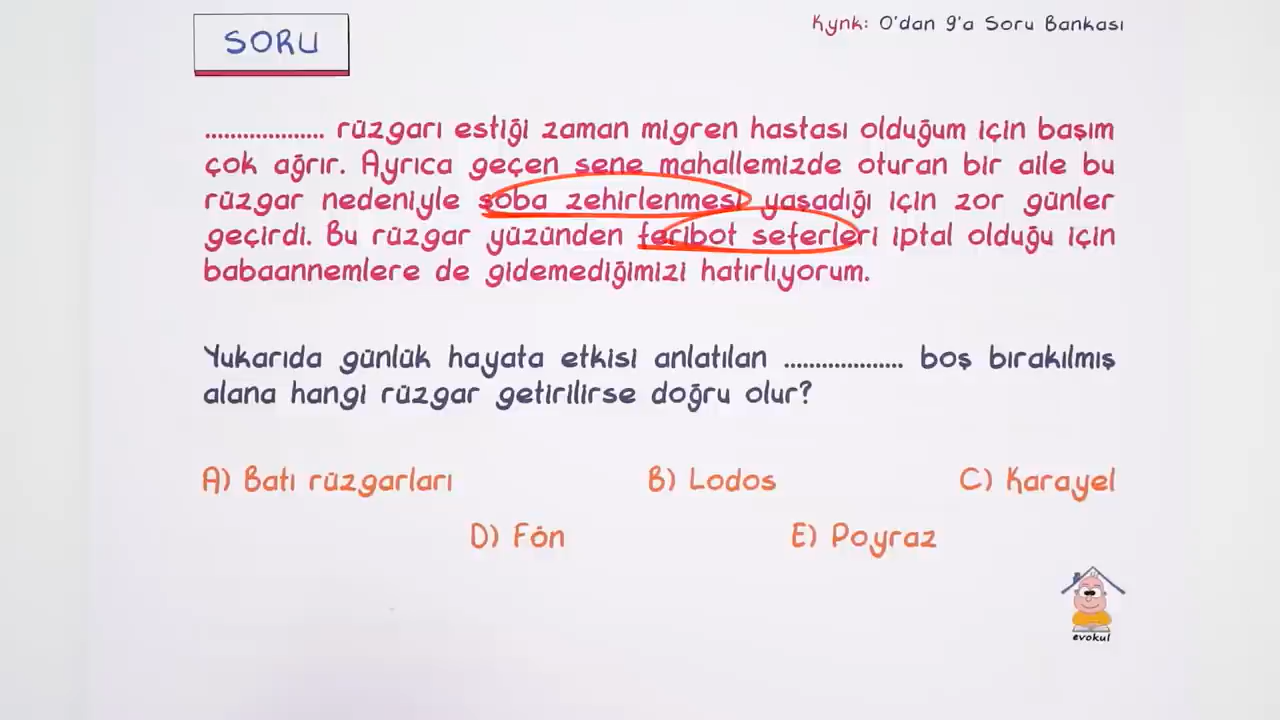 SORU
Kynk: 0'dan 9'a Soru Bankası
................... rüzgarı estiği zaman migren hastası olduğum için başım
çok ağrır. Ayrıca geçen sene mahallemizde oturan bir aile bu
rüzgar nedeniyle soba zehirlenmesi yaşadığı için zor günler
geçirdi. Bu rüzgar yüzünden feribot seferleri iptal olduğu için
babaannemlere de gidemediğimizi hatırlıyorum.
Yukarıda günlük hayata etkisi anlatılan ................... boş bırakılmış
alana hangi rüzgar getirilirse doğru olur?
A) Batı rüzgarları B) Lodos C) Karayel
D) Fön E) Poyraz
evokul